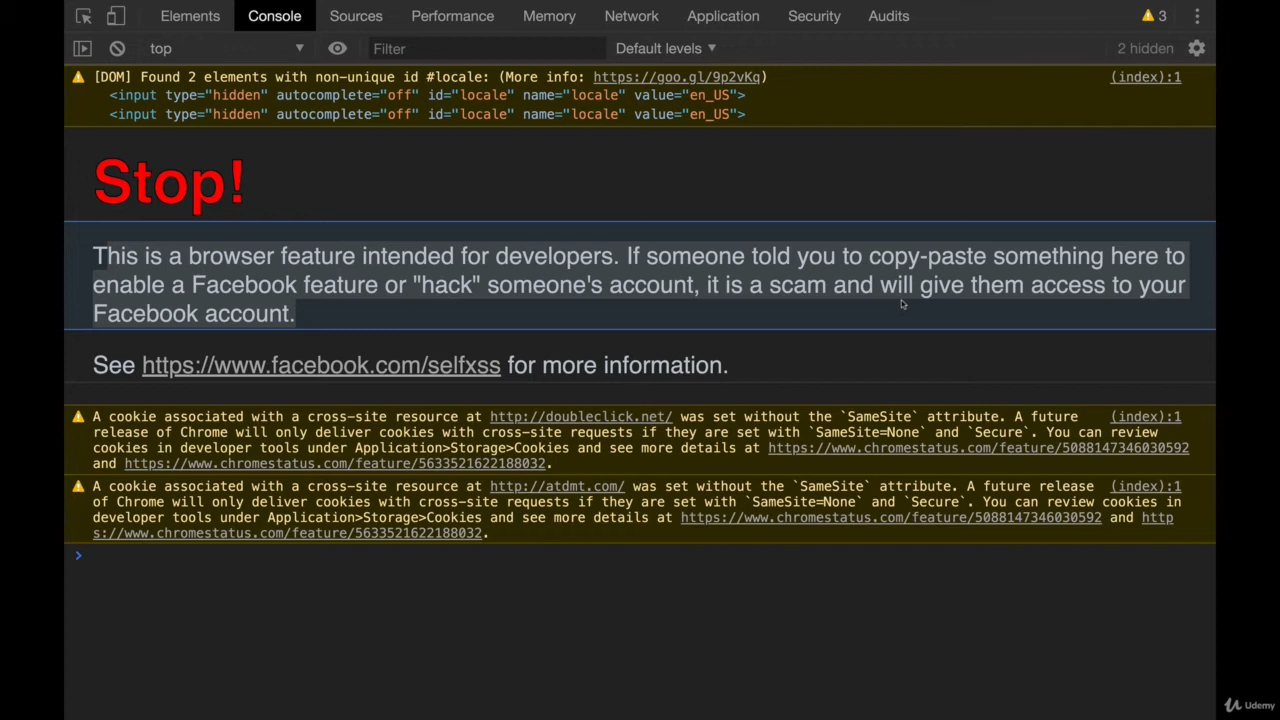 Elements Console Sources Performance Memory Network Application Security Audits 3
top Filter Default levels 2 hidden
[DOM] Found 2 elements with non-unique id #locale: (More info: https://goo.gl/9p2vKq) (index):1
<input type="hidden" autocomplete="off" id="locale" name="locale" value="en_US">
<input type="hidden" autocomplete="off" id="locale" name="locale" value="en_US">
Stop!
This is a browser feature intended for developers. If someone told you to copy-paste something here to
enable a Facebook feature or "hack" someone's account, it is a scam and will give them access to your
Facebook account.
See https://www.facebook.com/selfxss for more information.
A cookie associated with a cross-site resource at http://doubleclick.net/ was set without the `SameSite` attribute. A future (index):1
release of Chrome will only deliver cookies with cross-site requests if they are set with `SameSite=None` and `Secure`. You can review
cookies in developer tools under Application>Storage>Cookies and see more details at https://www.chromestatus.com/feature/5088147346030592
and https://www.chromestatus.com/feature/5633521622188032.
A cookie associated with a cross-site resource at http://atdmt.com/ was set without the `SameSite` attribute. A future release (index):1
of Chrome will only deliver cookies with cross-site requests if they are set with `SameSite=None` and `Secure`. You can review cookies in
developer tools under Application>Storage>Cookies and see more details at https://www.chromestatus.com/feature/5088147346030592 and http
s://www.chromestatus.com/feature/5633521622188032.
Udemy